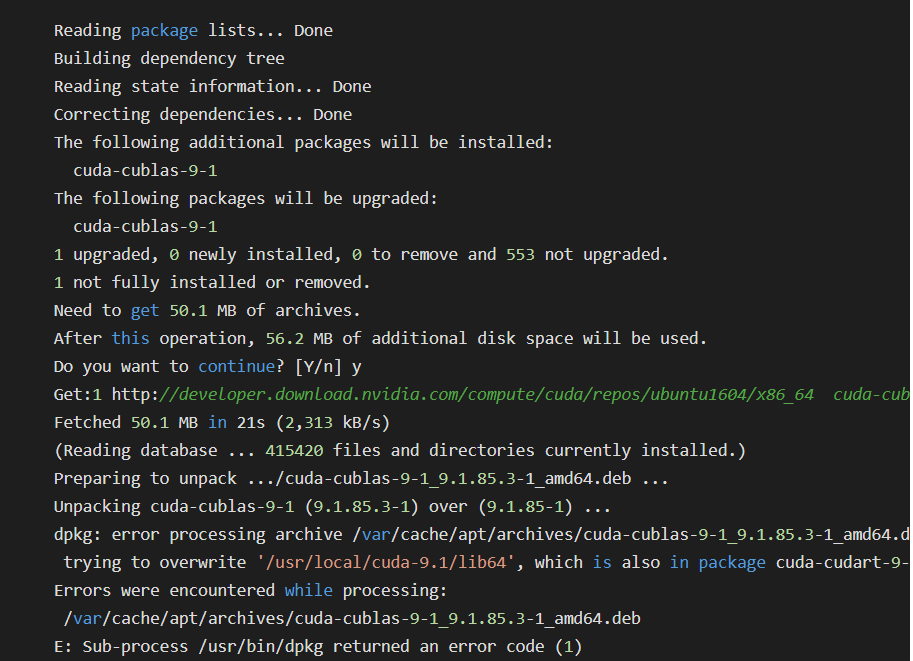 Reading package lists... Done
Building dependency tree
Reading state information... Done
Correcting dependencies... Done
The following additional packages will be installed:
cuda-cublas-9-1
The following packages will be upgraded:
cuda-cublas-9-1
1 upgraded, 0 newly installed, 0 to remove and 553 not upgraded.
1 not fully installed or removed.
Need to get 50.1 MB of archives.
After this operation, 56.2 MB of additional disk space will be used.
Do you want to continue? [Y/n] y
Get:1 http://developer.download.nvidia.com/compute/cuda/repos/ubuntu1604/x86_64  cuda-cub
Fetched 50.1 MB in 21s (2,313 kB/s)
(Reading database ... 415420 files and directories currently installed.)
Preparing to unpack .../cuda-cublas-9-1_9.1.85.3-1_amd64.deb ...
Unpacking cuda-cublas-9-1 (9.1.85.3-1) over (9.1.85-1) ...
dpkg: error processing archive /var/cache/apt/archives/cuda-cublas-9-1_9.1.85.3-1_amd64.d
trying to overwrite '/usr/local/cuda-9.1/lib64', which is also in package cuda-cudart-9-
Errors were encountered while processing:
/var/cache/apt/archives/cuda-cublas-9-1_9.1.85.3-1_amd64.deb
E: Sub-process /usr/bin/dpkg returned an error code (1)